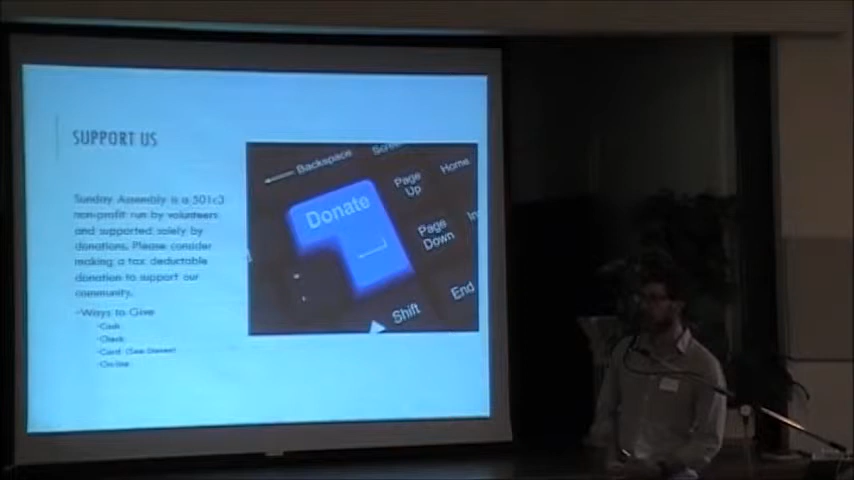 SUPPORT US
Sunday Assembly is a 501c3
non-profit run by volunteers
and supported solely by
donations. Please consider
making a tax deductable
donation to support our
community.
Ways to Give
Cash
Check
Card
Online
Backspace
Donate
Page
Up
Home
Page
Down
Shift
End